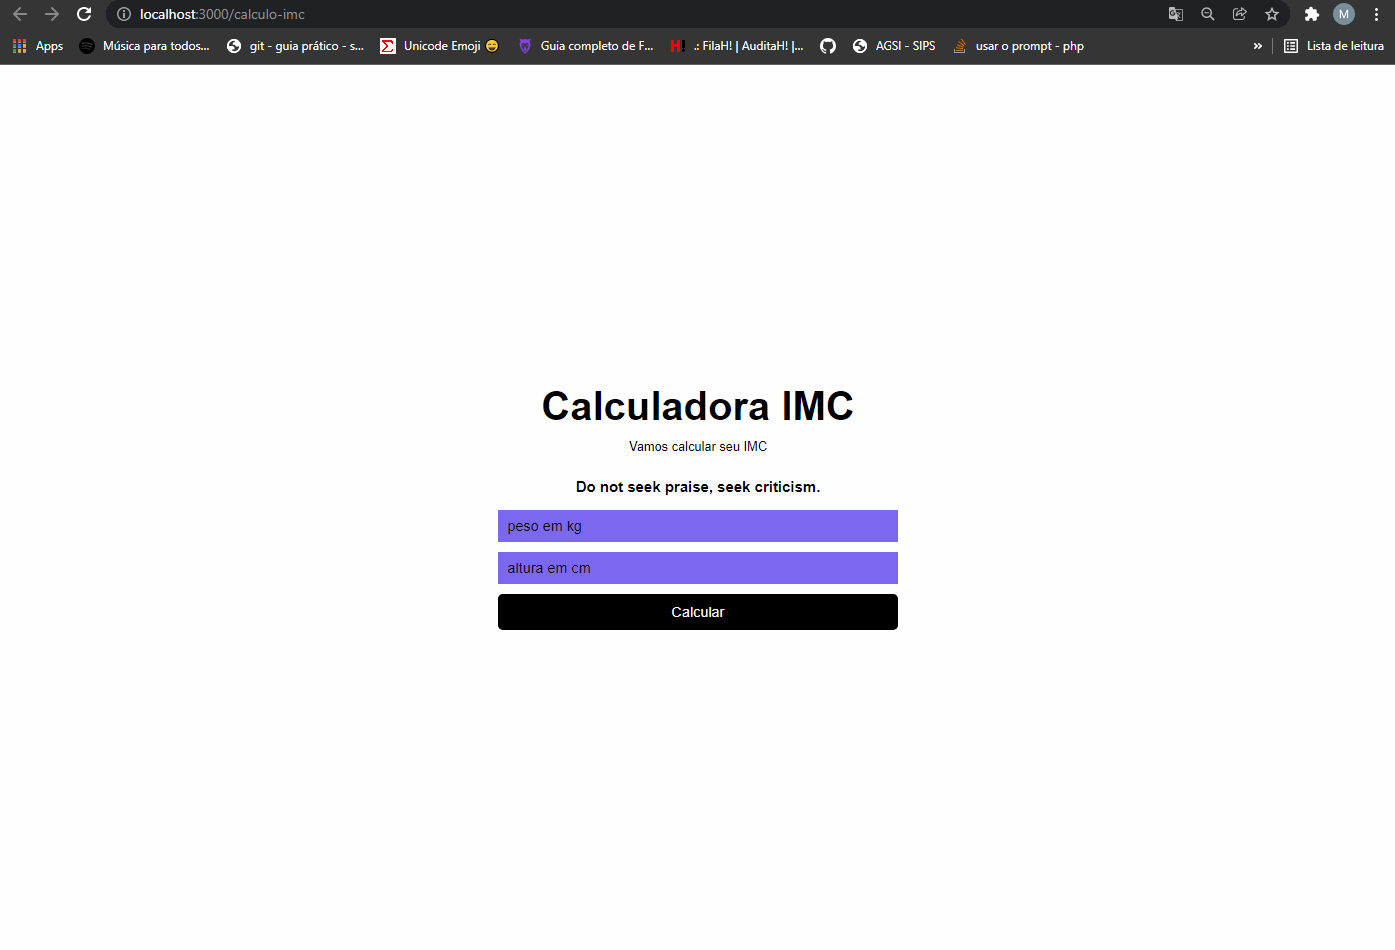 localhost:3000/calculo-imc
M
Apps Música para todos... git - guia prático - s... Unicode Emoji 😄 Guia completo de F... H! .: FilaH! | AuditaH! |... AGSI - SIPS usar o prompt - php » Lista de leitura
Calculadora IMC
Vamos calcular seu IMC
Do not seek praise, seek criticism.
peso em kg
altura em cm
Calcular